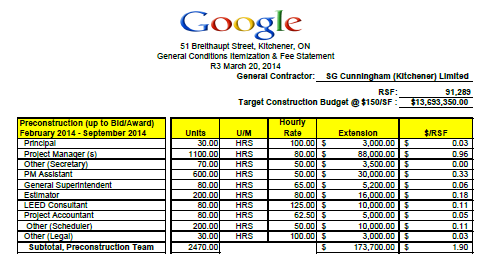 Google
51 Breithaupt Street, Kitchener, ON
General Conditions Itemization & Fee Statement
R3 March 20, 2014
General Contractor: SG Cunningham (Kitchener) Limited
RSF: 91,289
Target Construction Budget @ $150/SF : $13,693,350.00
Preconstruction (up to Bid/Award) Hourly
February 2014 - September 2014 Units U/M Rate Extension $/RSF
Principal 30.00 HRS 100.00 $ 3,000.00 $ 0.03
Project Manager (s) 1100.00 HRS 80.00 $ 88,000.00 $ 0.96
Other (Secretary) 70.00 HRS 50.00 $ 3,500.00 $ 0.00
PM Assistant 600.00 HRS 50.00 $ 30,000.00 $ 0.33
General Superintendent 80.00 HRS 65.00 $ 5,200.00 $ 0.06
Estimator 200.00 HRS 80.00 $ 16,000.00 $ 0.18
LEED Consultant 80.00 HRS 125.00 $ 10,000.00 $ 0.11
Project Accountant 80.00 HRS 62.50 $ 5,000.00 $ 0.05
Other (Scheduler) 200.00 HRS 50.00 $ 10,000.00 $ 0.11
Other (Legal) 30.00 HRS 100.00 $ 3,000.00 $ 0.03
Subtotal, Preconstruction Team 2470.00 $ 173,700.00 $ 1.90